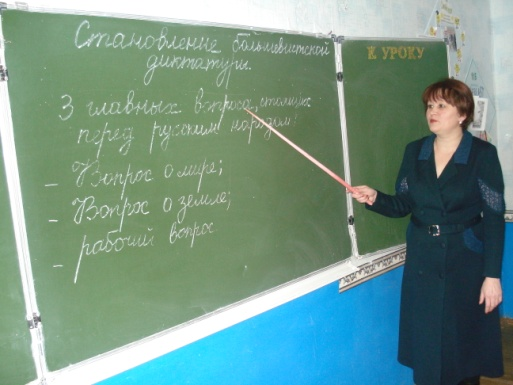 Становление большевистской
диктатуры.
3 главных вопроса, стоящих
перед русским народом!
- Вопрос о мире;
- Вопрос о земле;
- рабочий вопрос
К УРОКУ